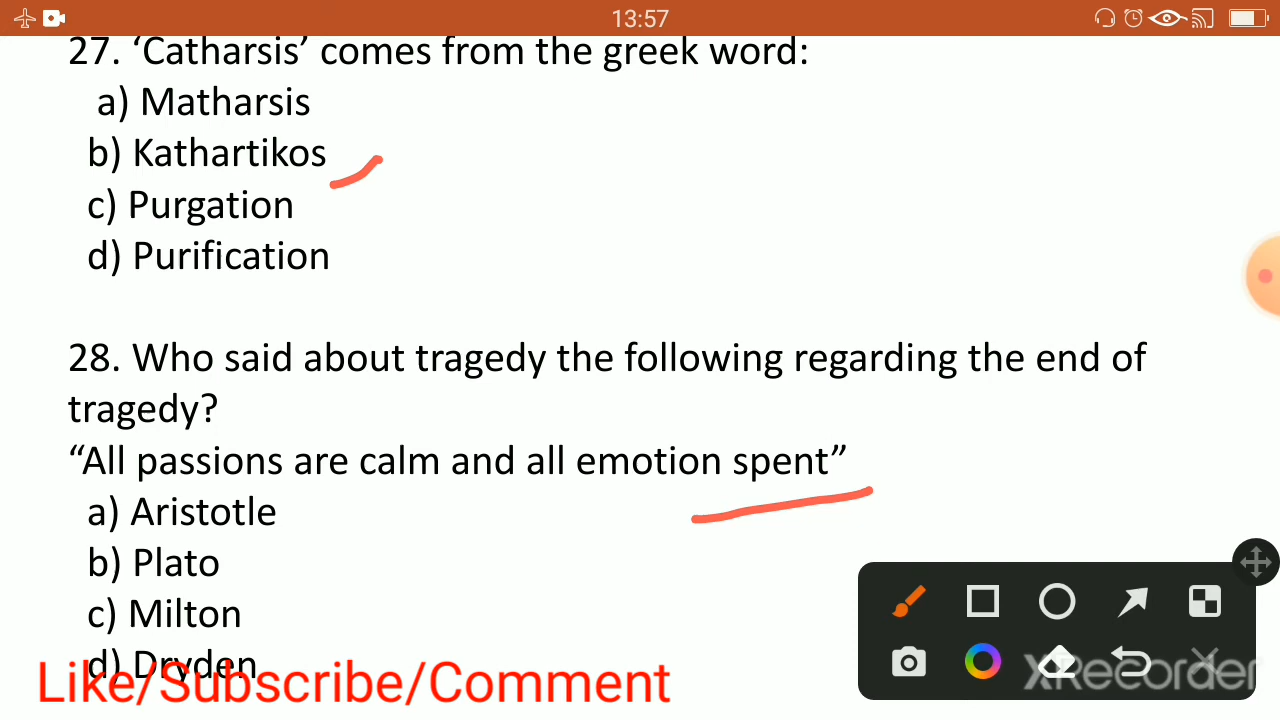 13:57
27. ‘Catharsis’ comes from the greek word:
a) Matharsis
b) Kathartikos
c) Purgation
d) Purification
28. Who said about tragedy the following regarding the end of
tragedy?
“All passions are calm and all emotion spent”
a) Aristotle
b) Plato
c) Milton
d) Dryden
Like/Subscribe/Comment
XRecorder